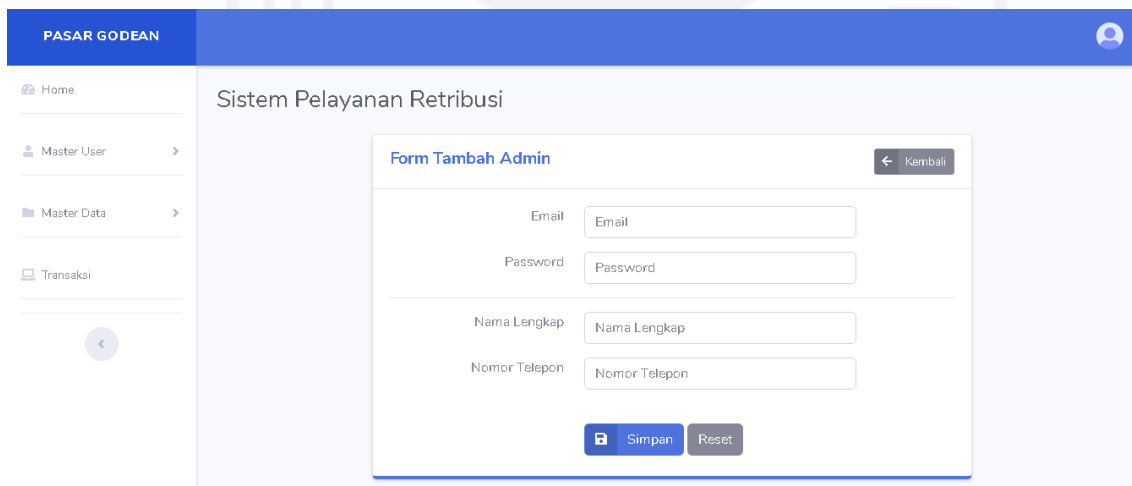 PASAR GODEAN
Home
Master User
Master Data
Transaksi
Sistem Pelayanan Retribusi
Form Tambah Admin
Kembali
Email Email
Password Password
Nama Lengkap Nama Lengkap
Nomor Telepon Nomor Telepon
Simpan Reset